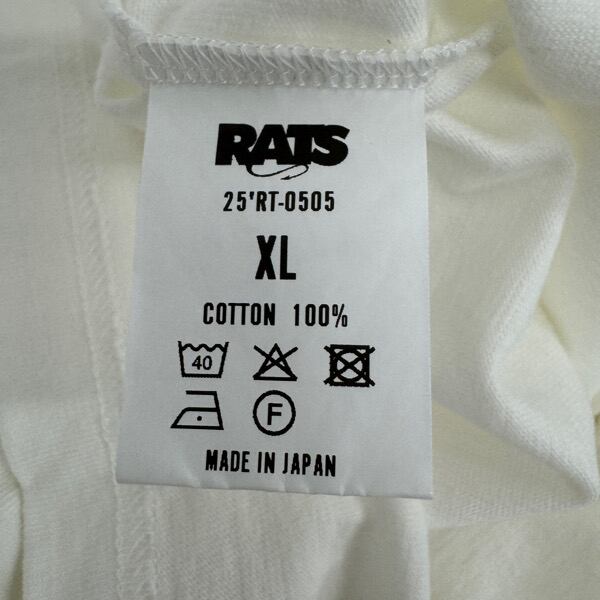 RATS
25'RT-0505
XL
COTTON 100%
40
F
MADE IN JAPAN